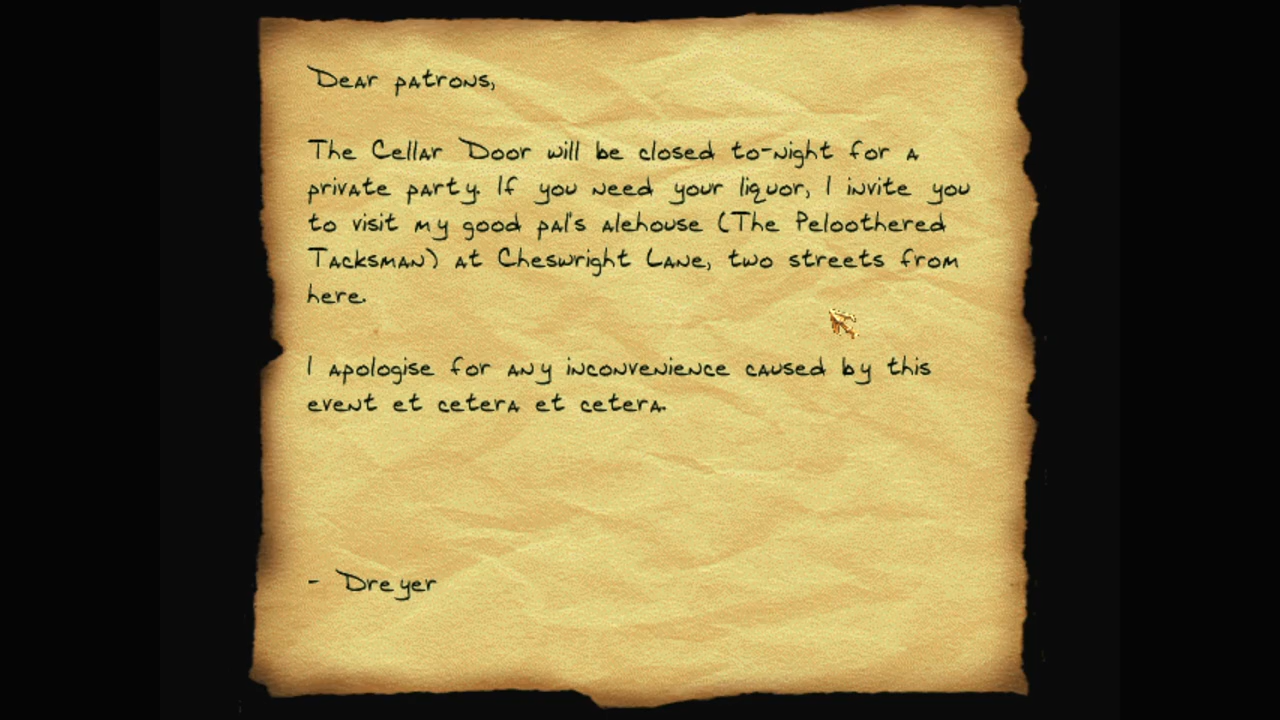 Dear patrons,
The Cellar Door will be closed to-night for a
private party. If you need your liquor, I invite you
to visit my good pal's alehouse (The Peloothered
Tacksman) at Cheswright Lane, two streets from
here.
I apologise for any inconvenience caused by this
event et cetera et cetera.
- Dreyer